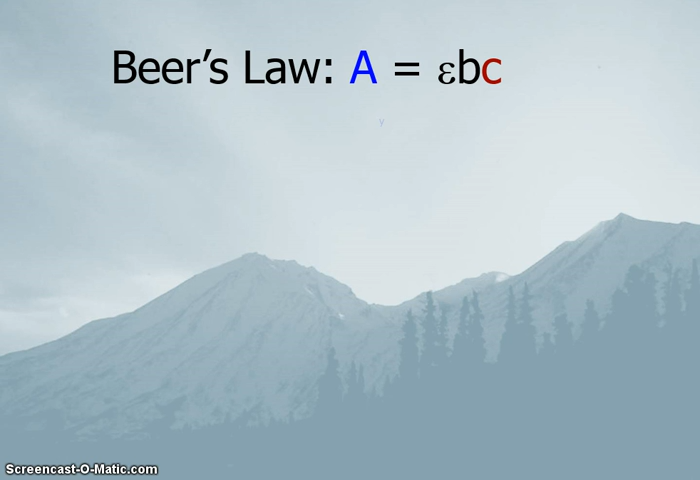 Beer’s Law: A = εbc
y
Screencast-O-Matic.com